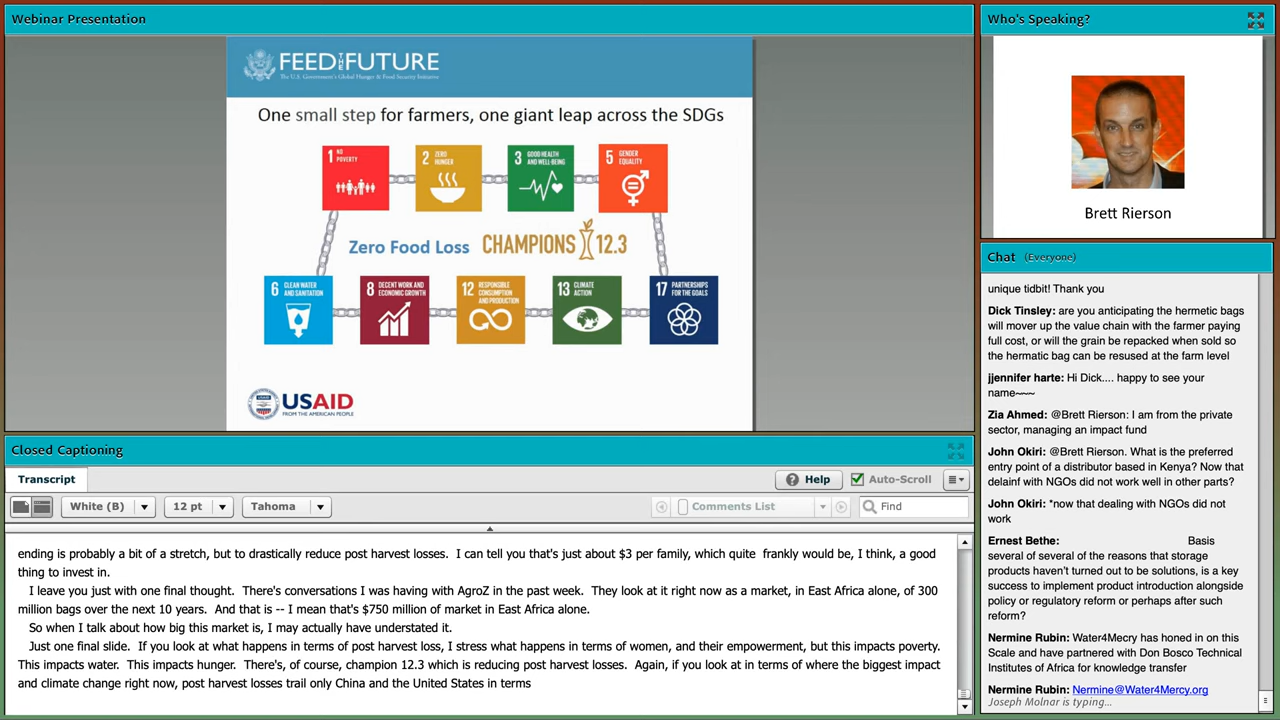 Webinar Presentation
FEED THE FUTURE
The U.S. Government's Global Hunger & Food Security Initiative
One small step for farmers, one giant leap across the SDGs
1 NO POVERTY
2 ZERO HUNGER
3 GOOD HEALTH AND WELL-BEING
5 GENDER EQUALITY
Zero Food Loss CHAMPIONS 12.3
6 CLEAN WATER AND SANITATION
8 DECENT WORK AND ECONOMIC GROWTH
12 RESPONSIBLE CONSUMPTION AND PRODUCTION
13 CLIMATE ACTION
17 PARTNERSHIPS FOR THE GOALS
USAID
FROM THE AMERICAN PEOPLE
Who's Speaking?
Brett Rierson
Chat (Everyone)
unique tidbit! Thank you
Dick Tinsley: are you anticipating the hermetic bags
will mover up the value chain with the farmer paying
full cost, or will the grain be repacked when sold so
the hermatic bag can be resused at the farm level
jjennifer harte: Hi Dick.... happy to see your
name~~~
Zia Ahmed: @Brett Rierson: I am from the private
sector, managing an impact fund
John Okiri: @Brett Rierson. What is the preferred
entry point of a distributor based in Kenya? Now that
delainf with NGOs did not work well in other parts?
John Okiri: *now that dealing with NGOs did not
work
Ernest Bethe: Basis
several of several of the reasons that storage
products haven't turned out to be solutions, is a key
success to implement product introduction alongside
policy or regulatory reform or perhaps after such
reform?
Nermine Rubin: Water4Mecry has honed in on this
Scale and have partnered with Don Bosco Technical
Institutes of Africa for knowledge transfer
Nermine Rubin: Nermine@Water4Mercy.org
Joseph Molnar is typing...
Closed Captioning
Transcript
Help
Auto-Scroll
White (B)
12 pt
Tahoma
Comments List
Find
ending is probably a bit of a stretch, but to drastically reduce post harvest losses. I can tell you that's just about $3 per family, which quite frankly would be, I think, a good
thing to invest in.
I leave you just with one final thought. There's conversations I was having with AgroZ in the past week. They look at it right now as a market, in East Africa alone, of 300
million bags over the next 10 years. And that is -- I mean that's $750 million of market in East Africa alone.
So when I talk about how big this market is, I may actually have understated it.
Just one final slide. If you look at what happens in terms of post harvest loss, I stress what happens in terms of women, and their empowerment, but this impacts poverty.
This impacts water. This impacts hunger. There's, of course, champion 12.3 which is reducing post harvest losses. Again, if you look at in terms of where the biggest impact
and climate change right now, post harvest losses trail only China and the United States in terms